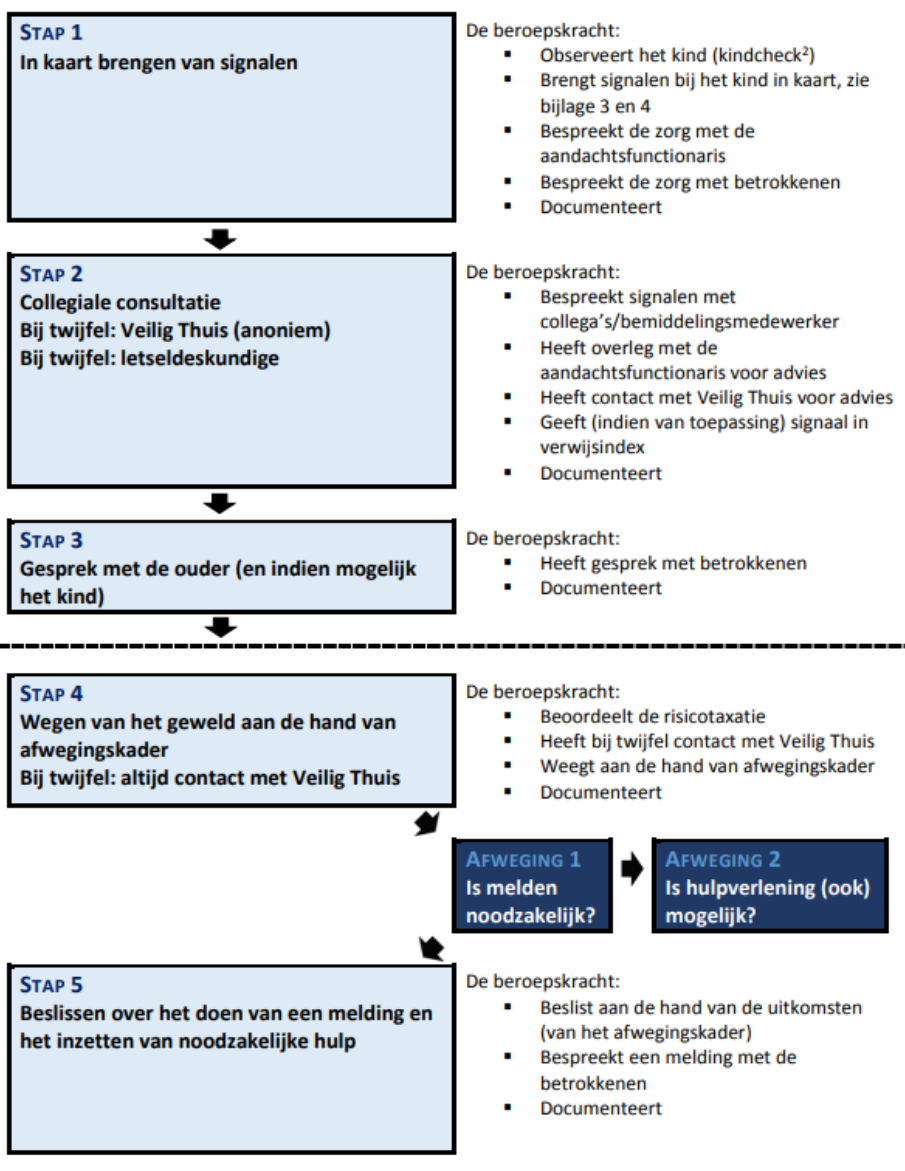 STAP 1
In kaart brengen van signalen
De beroepskracht:
▪ Observeert het kind (kindcheck²)
▪ Brengt signalen bij het kind in kaart, zie
bijlage 3 en 4
▪ Bespreekt de zorg met de
aandachtsfunctionaris
▪ Bespreekt de zorg met betrokkenen
▪ Documenteert
STAP 2
Collegiale consultatie
Bij twijfel: Veilig Thuis (anoniem)
Bij twijfel: letseldeskundige
De beroepskracht:
▪ Bespreekt signalen met
collega’s/bemiddelingsmedewerker
▪ Heeft overleg met de
aandachtsfunctionaris voor advies
▪ Heeft contact met Veilig Thuis voor advies
▪ Geeft (indien van toepassing) signaal in
verwijsindex
▪ Documenteert
STAP 3
Gesprek met de ouder (en indien mogelijk
het kind)
De beroepskracht:
▪ Heeft gesprek met betrokkenen
▪ Documenteert
STAP 4
Wegen van het geweld aan de hand van
afwegingskader
Bij twijfel: altijd contact met Veilig Thuis
De beroepskracht:
▪ Beoordeelt de risicotaxatie
▪ Heeft bij twijfel contact met Veilig Thuis
▪ Weegt aan de hand van afwegingskader
▪ Documenteert
AFWEGING 1
Is melden
noodzakelijk?
AFWEGING 2
Is hulpverlening (ook)
mogelijk?
STAP 5
Beslissen over het doen van een melding en
het inzetten van noodzakelijke hulp
De beroepskracht:
▪ Beslist aan de hand van de uitkomsten
(van het afwegingskader)
▪ Bespreekt een melding met de
betrokkenen
▪ Documenteert